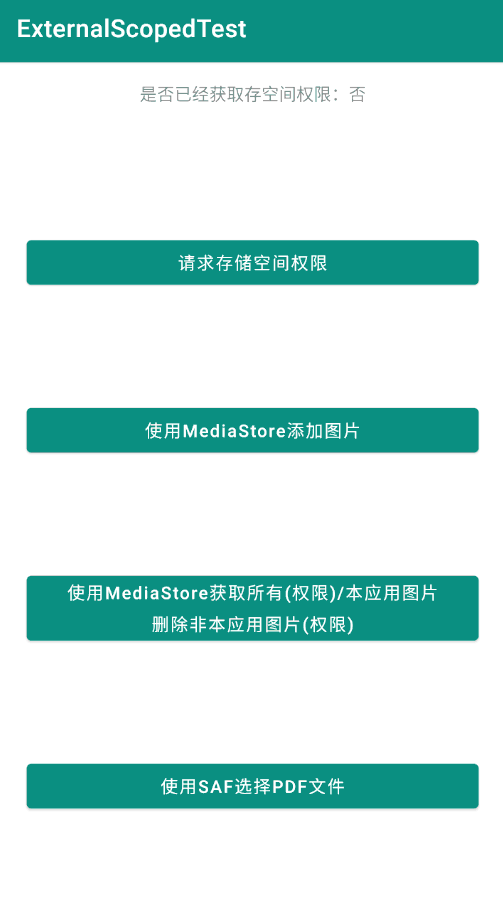 ExternalScopedTest
是否已经获取存空间权限：否
请求存储空间权限
使用MediaStore添加图片
使用MediaStore获取所有(权限)/本应用图片
删除非本应用图片(权限)
使用SAF选择PDF文件